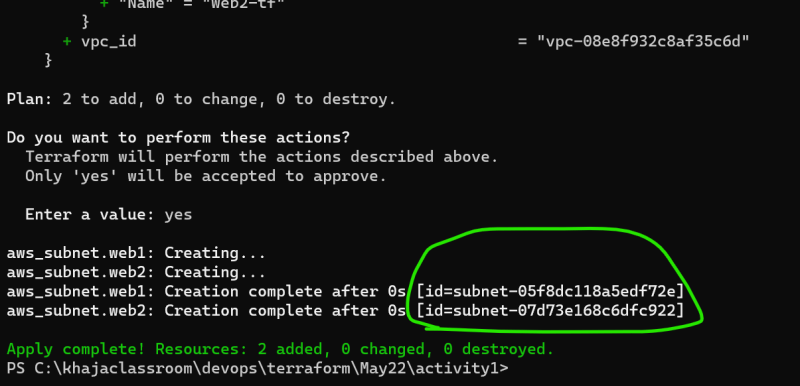 + "Name" = "web2-tf"
}
+ vpc_id = "vpc-08e8f932c8af35c6d"
}
Plan: 2 to add, 0 to change, 0 to destroy.
Do you want to perform these actions?
Terraform will perform the actions described above.
Only 'yes' will be accepted to approve.
Enter a value: yes
aws_subnet.web1: Creating...
aws_subnet.web2: Creating...
aws_subnet.web1: Creation complete after 0s [id=subnet-05f8dc118a5edf72e]
aws_subnet.web2: Creation complete after 0s [id=subnet-07d73e168c6dfc922]
Apply complete! Resources: 2 added, 0 changed, 0 destroyed.
PS C:\khajaclassroom\devops\terraform\May22\activity1>